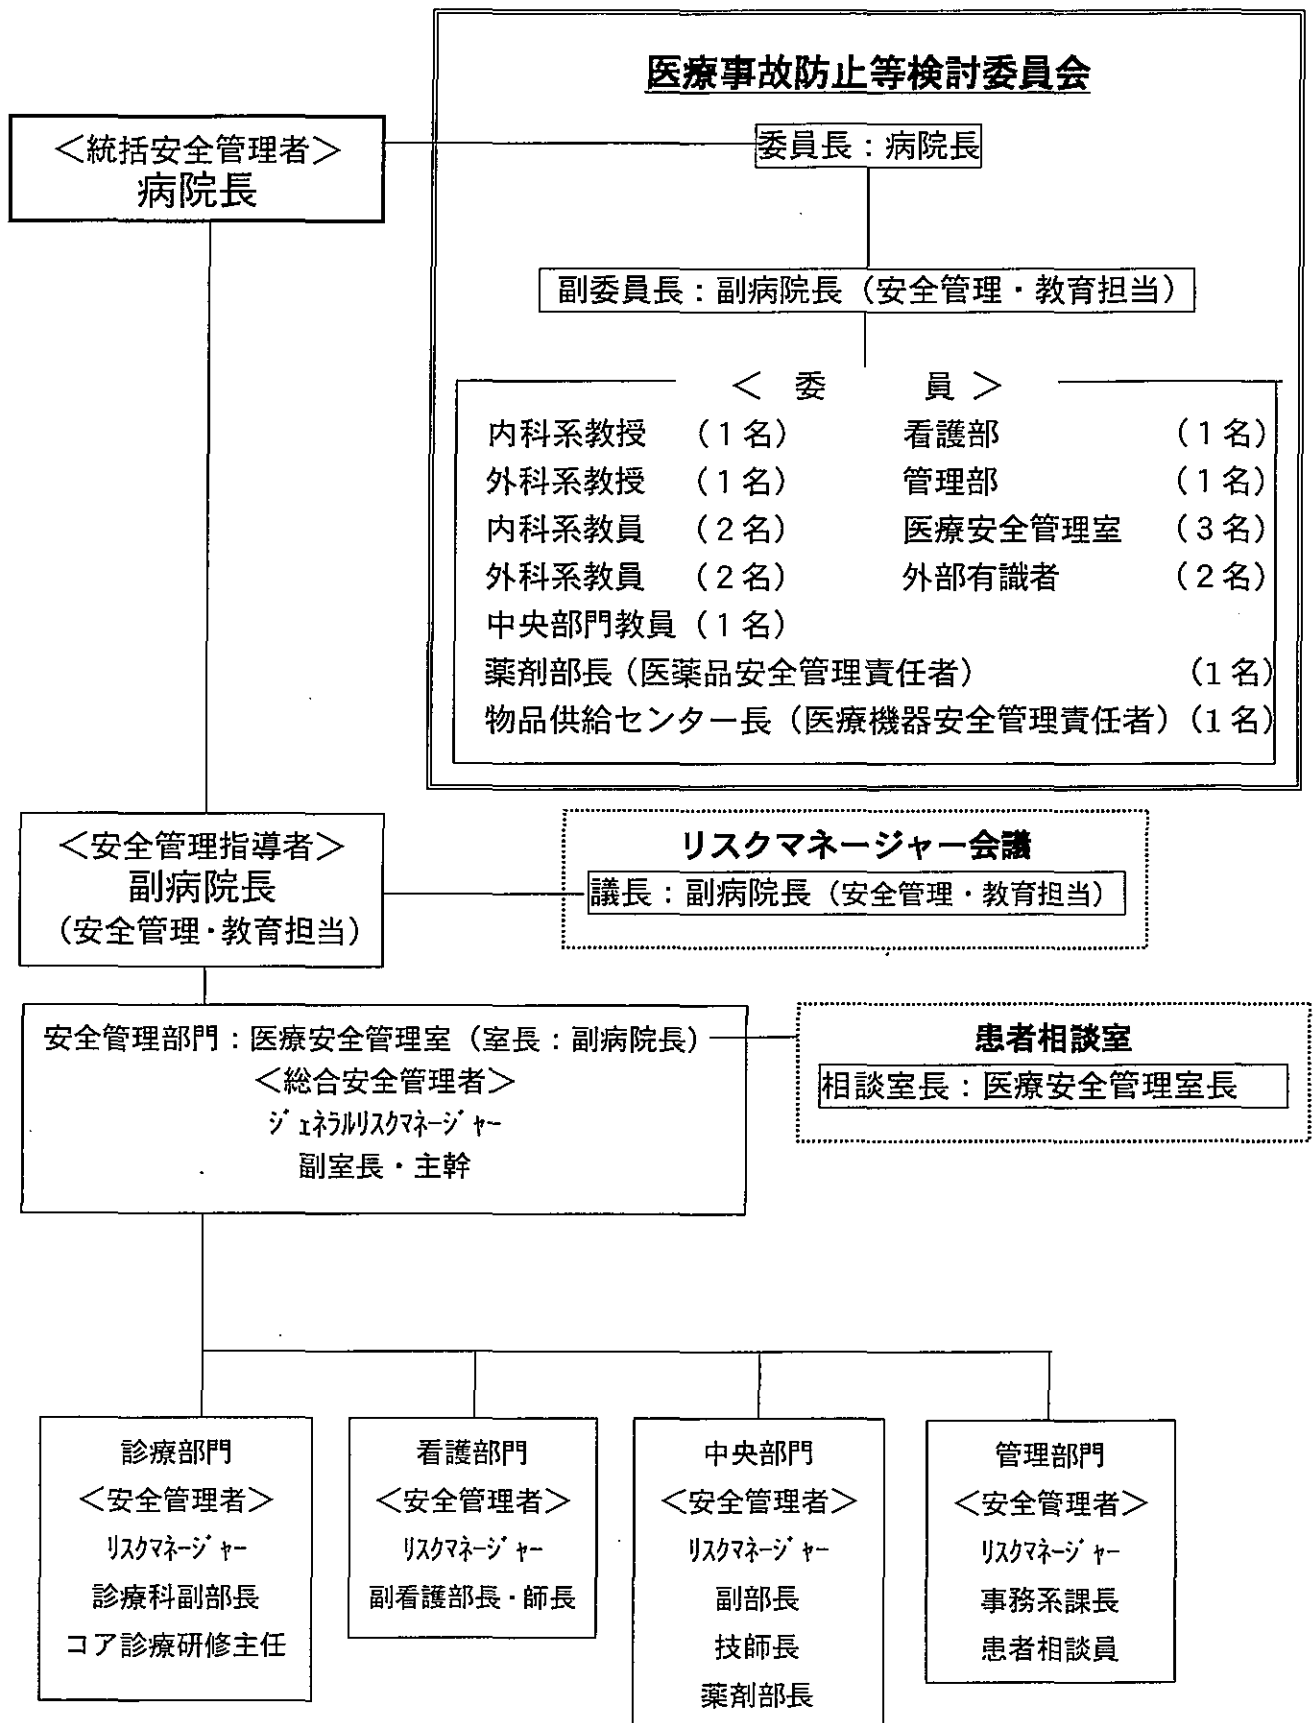 医療事故防止等検討委員会
＜統括安全管理者＞
病院長
委員長：病院長
副委員長：副病院長（安全管理・教育担当）
＜ 委　　員 ＞
内科系教授　（１名）　看護部　（１名）
外科系教授　（１名）　管理部　（１名）
内科系教員　（２名）　医療安全管理室　（３名）
外科系教員　（２名）　外部有識者　（２名）
中央部門教員（１名）
薬剤部長（医薬品安全管理責任者）　（１名）
物品供給センター長（医療機器安全管理責任者）（１名）
＜安全管理指導者＞
副病院長
（安全管理・教育担当）
リスクマネージャー会議
議長：副病院長（安全管理・教育担当）
安全管理部門：医療安全管理室（室長：副病院長）
＜総合安全管理者＞
ｼﾞｪﾈﾗﾙﾘｽｸﾏﾈｰｼﾞｬｰ
副室長・主幹
患者相談室
相談室長：医療安全管理室長
診療部門
＜安全管理者＞
ﾘｽｸﾏﾈｰｼﾞｬｰ
診療科副部長
コア診療研修主任
看護部門
＜安全管理者＞
ﾘｽｸﾏﾈｰｼﾞｬｰ
副看護部長・師長
中央部門
＜安全管理者＞
ﾘｽｸﾏﾈｰｼﾞｬｰ
副部長
技師長
薬剤部長
管理部門
＜安全管理者＞
ﾘｽｸﾏﾈｰｼﾞｬｰ
事務系課長
患者相談員